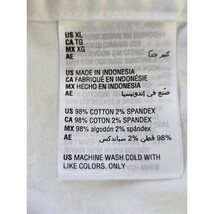 US XL
CA TG
MX XG
AE كبير جدًا
US MADE IN INDONESIA
CA FABRIQUÉ EN INDONÉSIE
MX HECHO EN INDONESIA
AE صنع في إندونيسيا
US 98% COTTON 2% SPANDEX
CA 98% COTON 2% SPANDEX
MX 98% algodón 2% spandex
AE 98% قطن 2% سباندكس
US MACHINE WASH COLD WITH
LIKE COLORS. ONLY